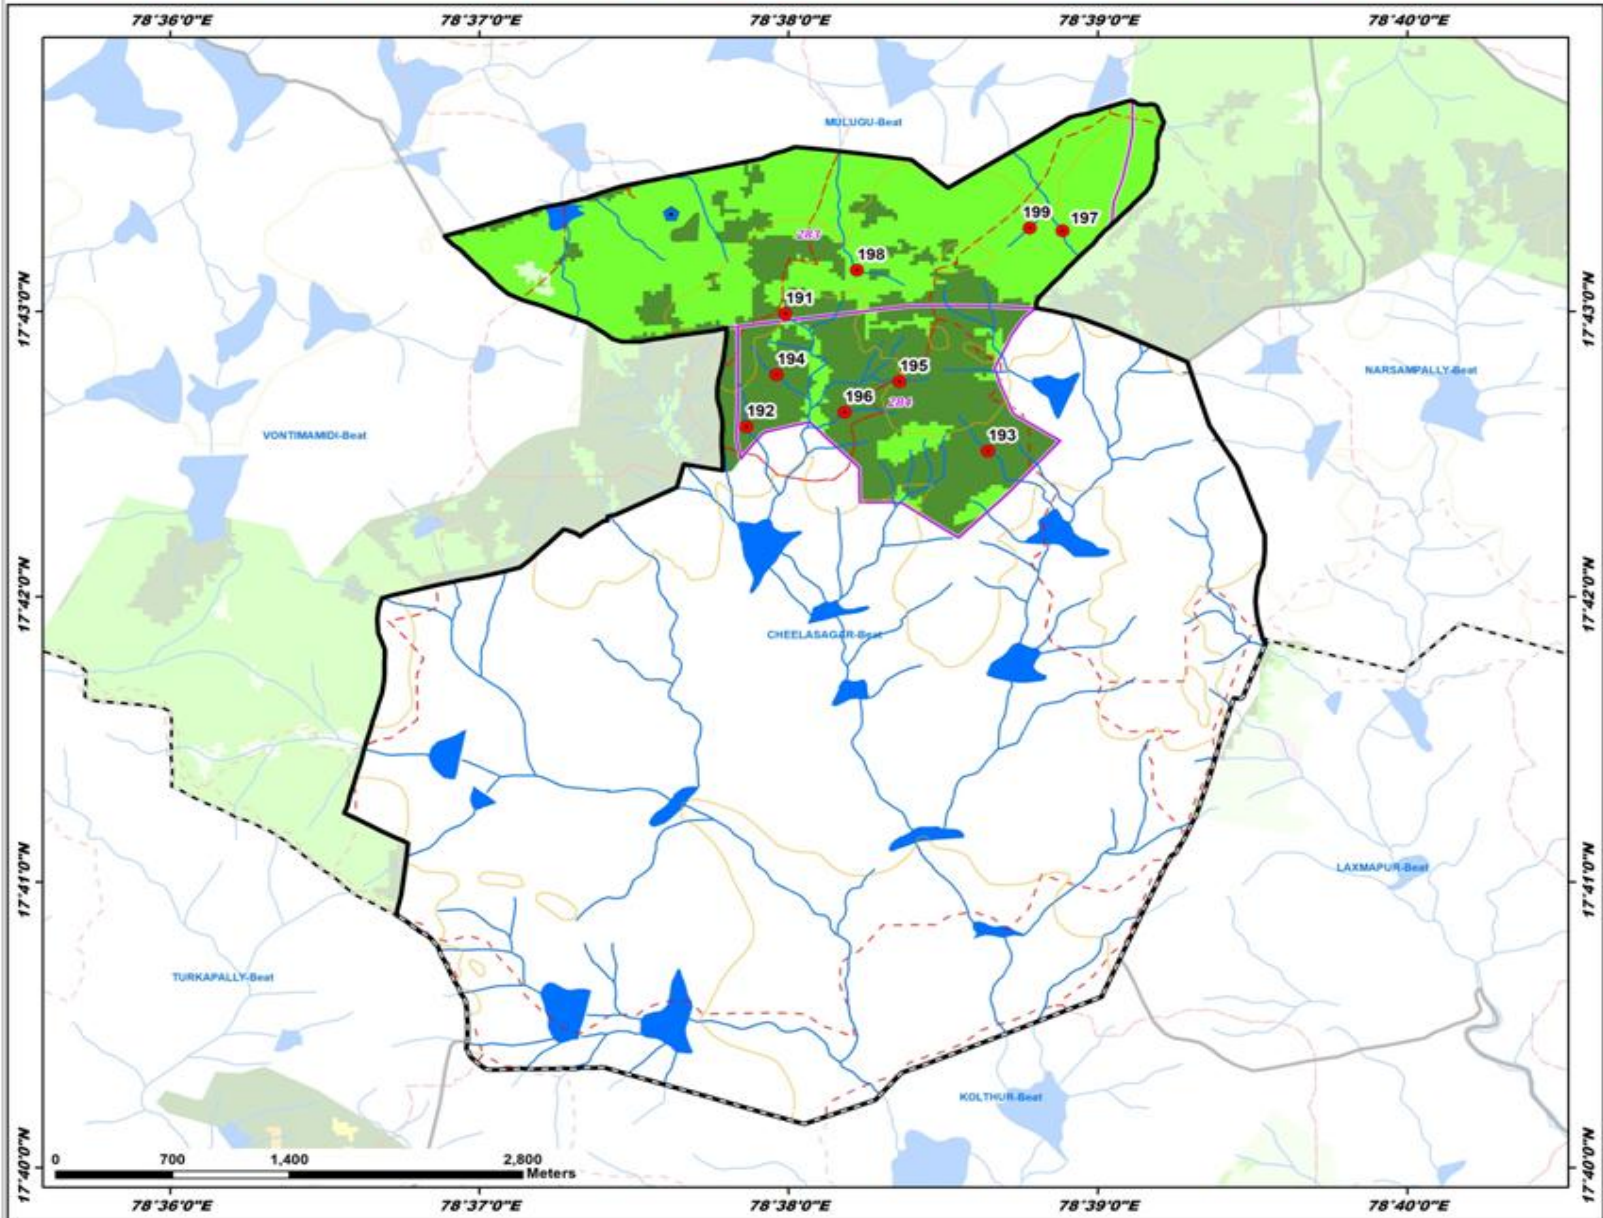 78°36'0"E 78°37'0"E 78°38'0"E 78°39'0"E 78°40'0"E
MULUGU-Beat
199 197
283
198
17°43'0"N 17°43'0"N
191
194
195
NARSAMPALLY-Beat
196
284
192
VONTIMAMIDI-Beat
193
17°42'0"N 17°42'0"N
CHEELASAGAR-Beat
LAXMAPUR-Beat
17°41'0"N 17°41'0"N
TURKAPALLY-Beat
KOLTHUR-Beat
0 700 1,400 2,800
Meters
17°40'0"N 17°40'0"N
78°36'0"E 78°37'0"E 78°38'0"E 78°39'0"E 78°40'0"E